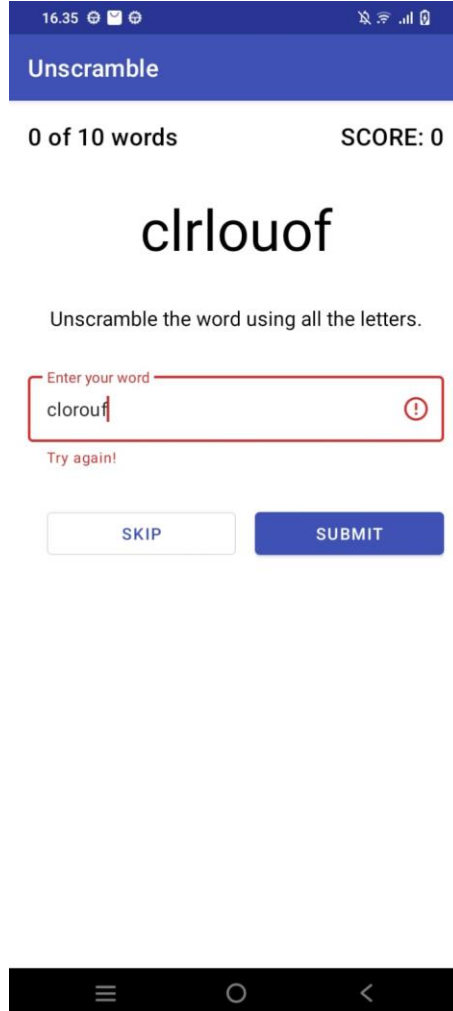 16.35
Unscramble
0 of 10 words SCORE: 0
clrlouof
Unscramble the word using all the letters.
Enter your word
clorouf
Try again!
SKIP SUBMIT